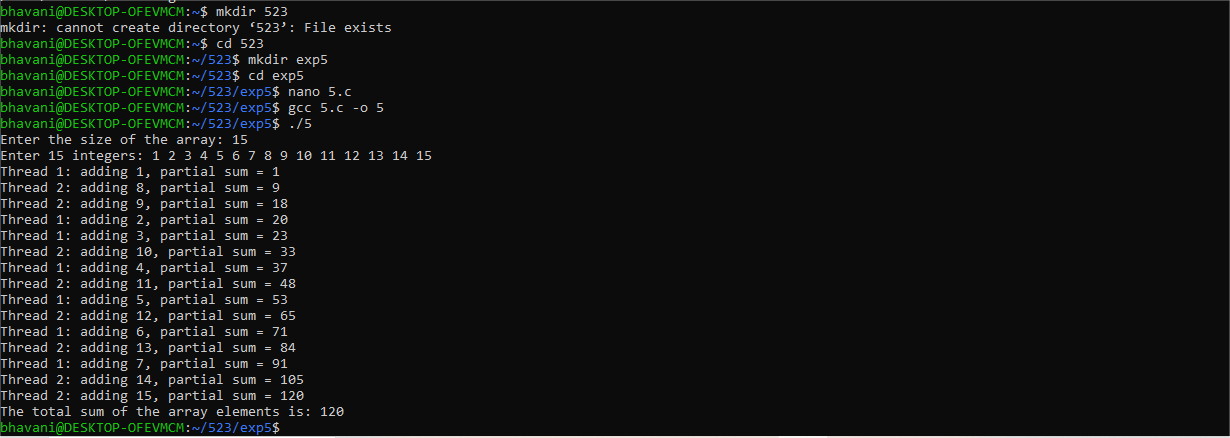 bhavani@DESKTOP-OFEVMCM:~$ mkdir 523
mkdir: cannot create directory ‘523’: File exists
bhavani@DESKTOP-OFEVMCM:~$ cd 523
bhavani@DESKTOP-OFEVMCM:~/523$ mkdir exp5
bhavani@DESKTOP-OFEVMCM:~/523$ cd exp5
bhavani@DESKTOP-OFEVMCM:~/523/exp5$ nano 5.c
bhavani@DESKTOP-OFEVMCM:~/523/exp5$ gcc 5.c -o 5
bhavani@DESKTOP-OFEVMCM:~/523/exp5$ ./5
Enter the size of the array: 15
Enter 15 integers: 1 2 3 4 5 6 7 8 9 10 11 12 13 14 15
Thread 1: adding 1, partial sum = 1
Thread 2: adding 8, partial sum = 9
Thread 2: adding 9, partial sum = 18
Thread 1: adding 2, partial sum = 20
Thread 1: adding 3, partial sum = 23
Thread 2: adding 10, partial sum = 33
Thread 1: adding 4, partial sum = 37
Thread 2: adding 11, partial sum = 48
Thread 1: adding 5, partial sum = 53
Thread 2: adding 12, partial sum = 65
Thread 1: adding 6, partial sum = 71
Thread 2: adding 13, partial sum = 84
Thread 1: adding 7, partial sum = 91
Thread 2: adding 14, partial sum = 105
Thread 2: adding 15, partial sum = 120
The total sum of the array elements is: 120
bhavani@DESKTOP-OFEVMCM:~/523/exp5$